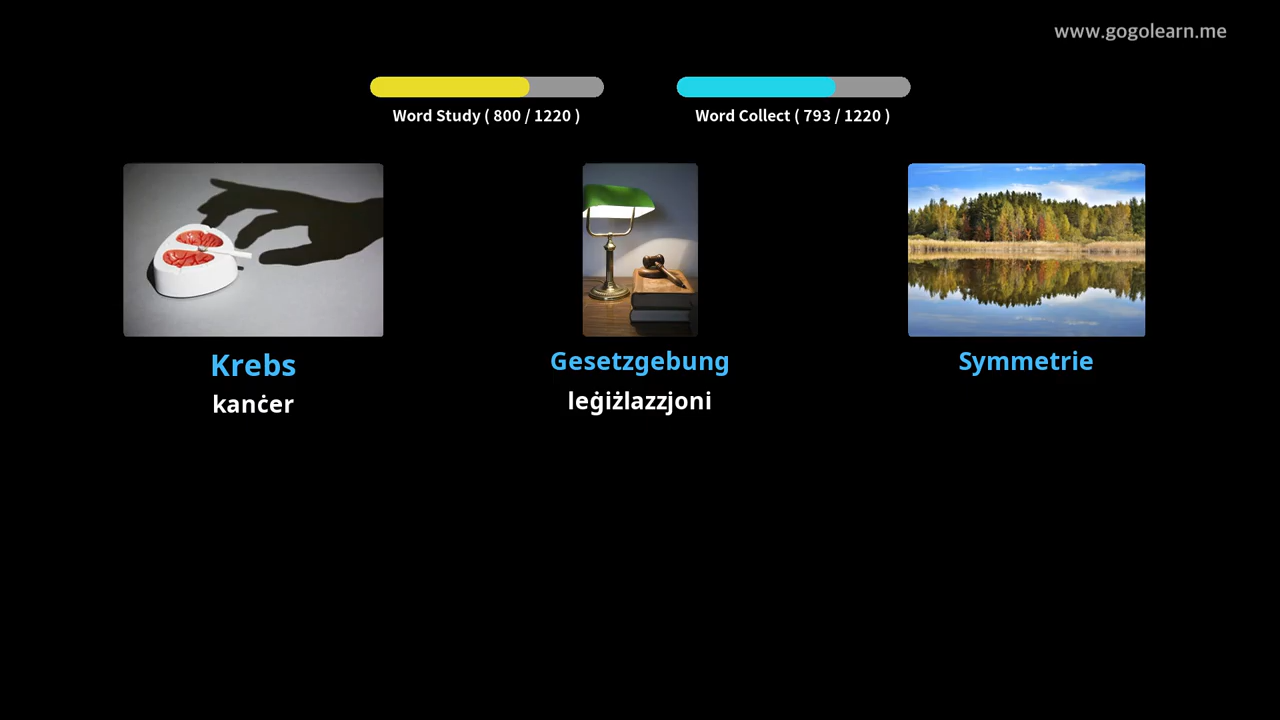 www.gogolearn.me
Word Study ( 800 / 1220 )
Word Collect ( 793 / 1220 )
Krebs
kanċer
Gesetzgebung
leġiżlazzjoni
Symmetrie